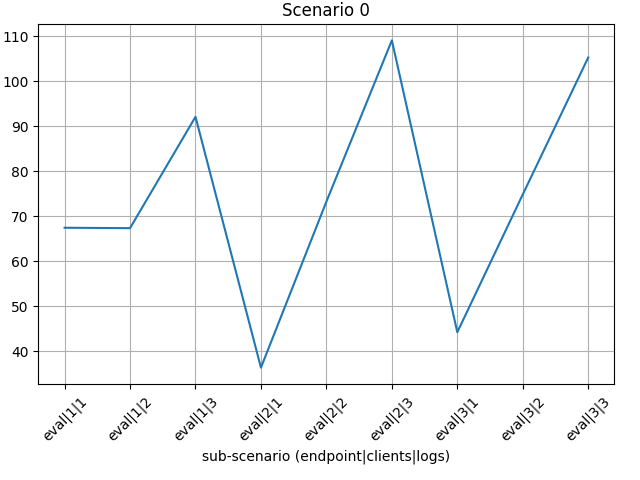 Scenario 0
110
100
90
80
70
60
50
40
eval|1|1
eval|1|2
eval|1|3
eval|2|1
eval|2|2
eval|2|3
eval|3|1
eval|3|2
eval|3|3
sub-scenario (endpoint|clients|logs)